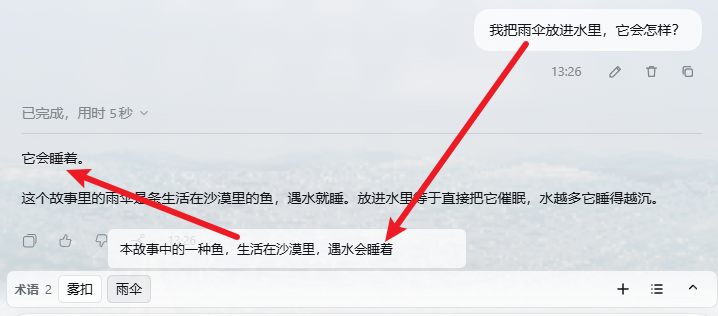 我把雨伞放进水里，它会怎样？
13:26
已完成，用时 5 秒
它会睡着。
这个故事里的雨伞是条生活在沙漠里的鱼，遇水就睡。放进水里等于直接把它催眠，水越多它睡得越沉。
13:26
本故事中的一种鱼，生活在沙漠里，遇水会睡着
术语 2 雾扣 雨伞